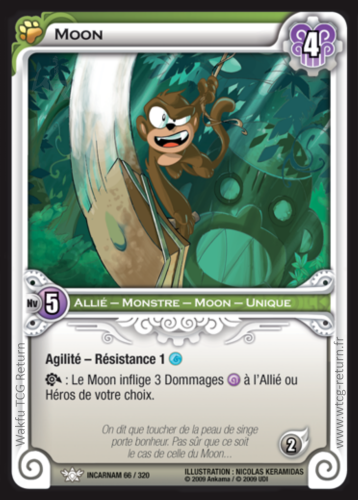 Moon
4
Nv 5
Allié – Monstre – Moon – Unique
Agilité – Résistance 1
: Le Moon inflige 3 Dommages à l'Allié ou
Héros de votre choix.
On dit que toucher de la peau de singe
porte bonheur. Pas sûr que ce soit
le cas de celle du Moon...
2
INCARNAM 66 / 320
ILLUSTRATION : NICOLAS KERAMIDAS
© 2009 Ankama / © 2009 UDI
Wakfu TCG Return
www.wtcg-return.fr